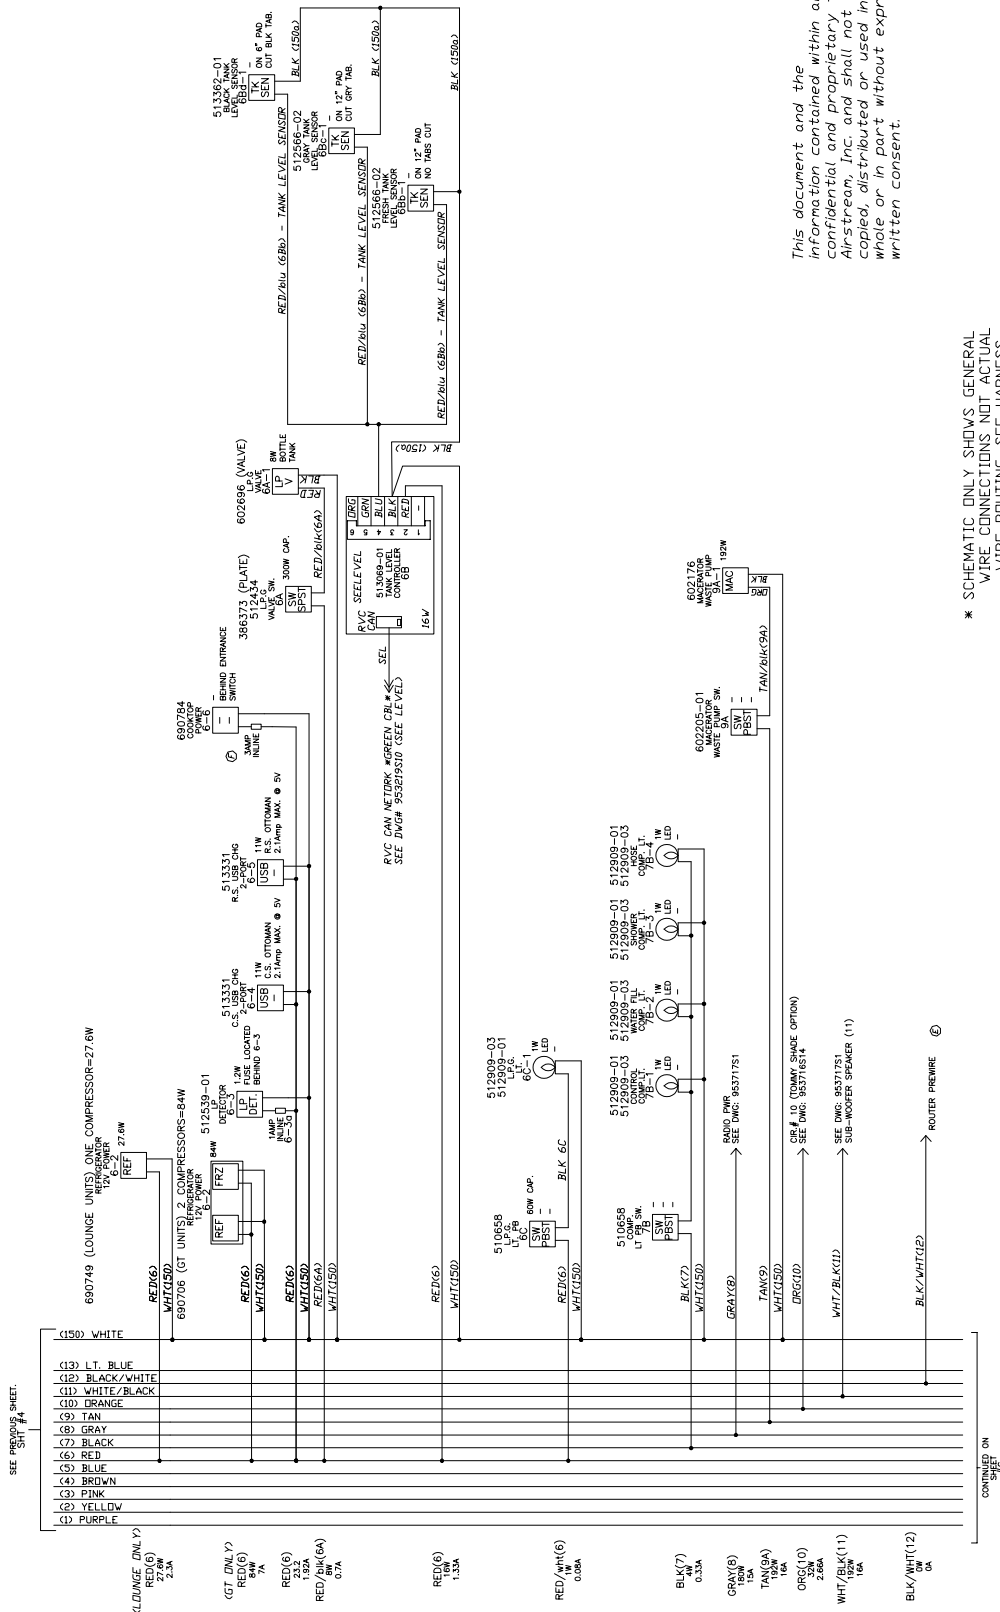 513362-01
BLACK TANK
LEVEL SENSOR
6Bd-1
TK
SEN
ON 6" PAD
CUT BLK TAB.
BLK (150a)
RED/blu (6Bb) - TANK LEVEL SENSOR
512566-02
GRAY TANK
LEVEL SENSOR
6Bc-1
TK
SEN
ON 12" PAD
CUT GRY TAB.
BLK (150a)
RED/blu (6Bb) - TANK LEVEL SENSOR
512566-02
FRESH TANK
LEVEL SENSOR
6Bb-1
TK
SEN
ON 12" PAD
NO TABS CUT
BLK (150a)
RED/blu (6Bb) - TANK LEVEL SENSOR
This document and the
information contained within a
confidential and proprietary
Airstream, Inc. and shall not
copied, distributed or used in
whole or in part without expr
written consent.
* SCHEMATIC ONLY SHOWS GENERAL
WIRE CONNECTIONS NOT ACTUAL
WIRE ROUTING. SEE HARNESS
602696 (VALVE)
L.P.G
VALVE
6A-1
LP
V
8W
BOTTLE
TANK
RED
BLK
386373 (PLATE)
512434
L.P.G
VALVE SW.
6A
SW
SPST
300W CAP.
RED/blk(6A)
690784
COOKTOP
POWER
6-6
BEHIND ENTRANCE
SWITCH
3AMP
INLINE
F
513331
R.S. USB CHG
2-PORT
6-5
USB
11W
R.S. OTTOMAN
2.1Amp MAX. @ 5V
513331
C.S. USB CHG
2-PORT
6-4
USB
11W
C.S. OTTOMAN
2.1Amp MAX. @ 5V
512539-01
LP
DETECTOR
6-3
LP
DET.
1.2W
FUSE LOCATED
BEHIND 6-3
1AMP
INLINE
6-3a
690749 (LOUNGE UNITS) ONE COMPRESSOR=27.6W
REFRIGERATOR
12V POWER
6-2
REF
27.6W
690706 (GT UNITS) 2 COMPRESSORS=84W
REFRIGERATOR
12V POWER
6-2
REF
FRZ
84W
RVC
CAN
SEELEVEL
513069-01
TANK LEVEL
CONTROLLER
6B
16W
6 ORG
5 GRN
4 BLU
3 BLK
2 RED
1 -
BLK (150a)
SEL
RVC CAN NETORK *GREEN CBL*
SEE DWG# 953219S10 (SEE LEVEL)
602176
MACERATOR
WASTE PUMP
9A-1
MAC
192W
ORG
BLK
602205-01
MACERATOR
WASTE PUMP SW.
9A
SW
PBST
TAN/blk(9A)
512909-01
512909-03
HOSE
COMP. LT.
7B-4
1W
LED
512909-01
512909-03
SHOWER
COMP. LT.
7B-3
1W
LED
512909-01
512909-03
WATER FILL
COMP. LT.
7B-2
1W
LED
512909-01
512909-03
CONTROL
COMP.LT.
7B-1
1W
LED
512909-03
512909-01
L.P.G.
LT.
6C-1
1W
LED
BLK 6C
510658
L.P.G.
LT. PB
6C
SW
PBST
60W CAP.
510658
COMP.
LT PB SW.
7B
SW
PBST
RADIO PWR
SEE DWG: 953717S1
CIR.# 10 (TOMMY SHADE OPTION)
SEE DWG: 953716S14
SEE DWG: 953717S1
SUB-WOOFER SPEAKER (11)
ROUTER PREWIRE
E
RED(6)
WHT(150)
RED(6)
WHT(150)
RED(6)
WHT(150)
RED(6A)
WHT(150)
RED(6)
WHT(150)
RED(6)
WHT(150)
BLK(7)
WHT(150)
GRAY(8)
TAN(9)
WHT(150)
ORG(10)
WHT/BLK(11)
BLK/WHT(12)
SEE PREVIOUS SHEET.
SHT #4
(150) WHITE
(13) LT. BLUE
(12) BLACK/WHITE
(11) WHITE/BLACK
(10) ORANGE
(9) TAN
(8) GRAY
(7) BLACK
(6) RED
(5) BLUE
(4) BROWN
(3) PINK
(2) YELLOW
(1) PURPLE
CONTINUED ON
SHEET
(LOUNGE ONLY)
RED(6)
27.6W
2.3A
(GT ONLY)
RED(6)
84W
7A
RED(6)
23.2
1.92A
RED/blk(6A)
8W
0.7A
RED(6)
16W
1.33A
RED/wht(6)
1W
0.08A
BLK(7)
4W
0.33A
GRAY(8)
180W
15A
TAN(9A)
192W
16A
ORG(10)
32W
2.66A
WHT/BLK(11)
192W
16A
BLK/WHT(12)
0W
0A